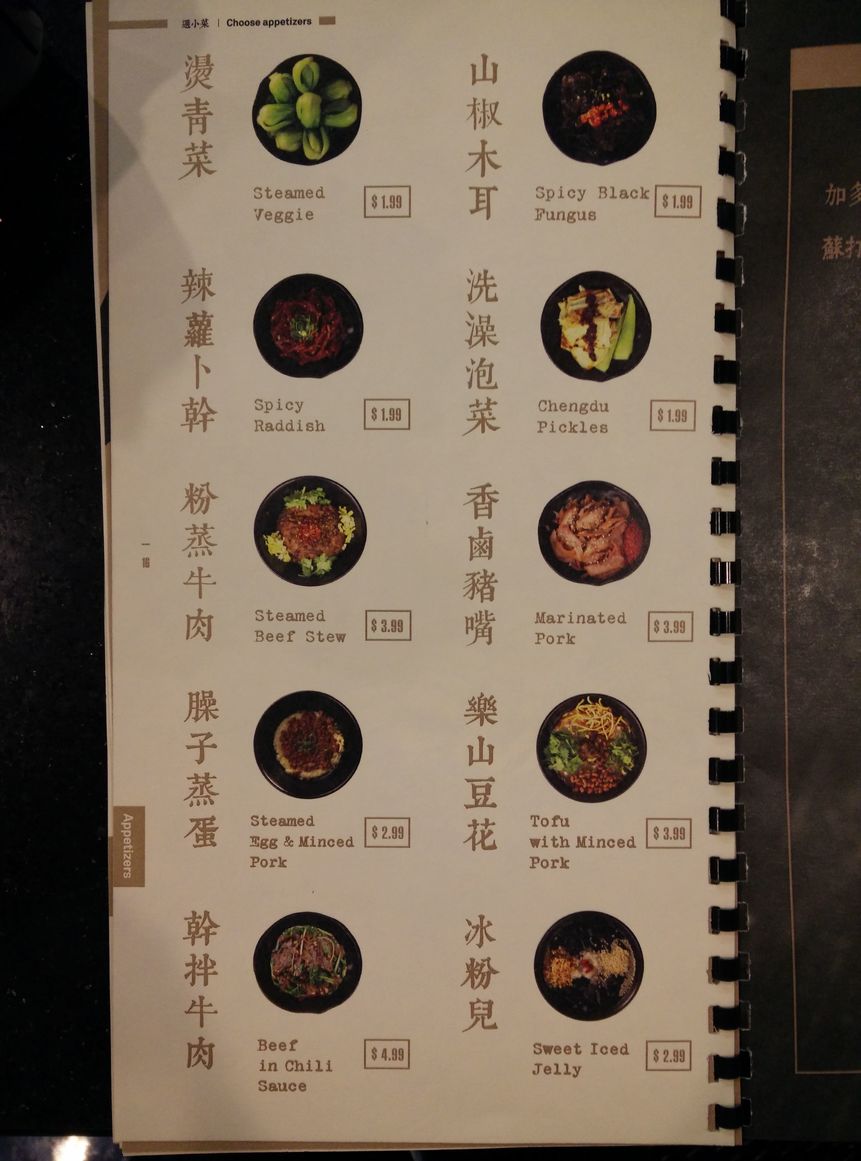 選小菜 | Choose appetizers
燙青菜
Steamed
Veggie
$ 1.99
山椒木耳
Spicy Black
Fungus
$ 1.99
辣蘿卜幹
Spicy
Raddish
$ 1.99
洗澡泡菜
Chengdu
Pickles
$ 1.99
粉蒸牛肉
Steamed
Beef Stew
$ 3.99
香鹵豬嘴
Marinated
Pork
$ 3.99
臊子蒸蛋
Steamed
Egg & Minced
Pork
$ 2.99
樂山豆花
Tofu
with Minced
Pork
$ 3.99
幹拌牛肉
Beef
in Chili
Sauce
$ 4.99
冰粉兒
Sweet Iced
Jelly
$ 2.99
16
Appetizers
加多